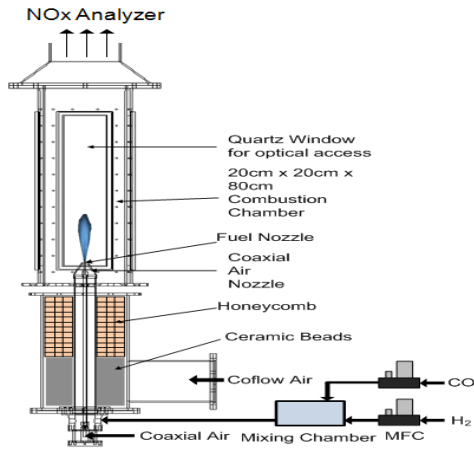 NOx Analyzer
Quartz Window
for optical access
20cm x 20cm x
80cm
Combustion
Chamber
Fuel Nozzle
Coaxial
Air
Nozzle
Honeycomb
Ceramic Beads
Coflow Air
CO
H₂
Coaxial Air
Mixing Chamber
MFC